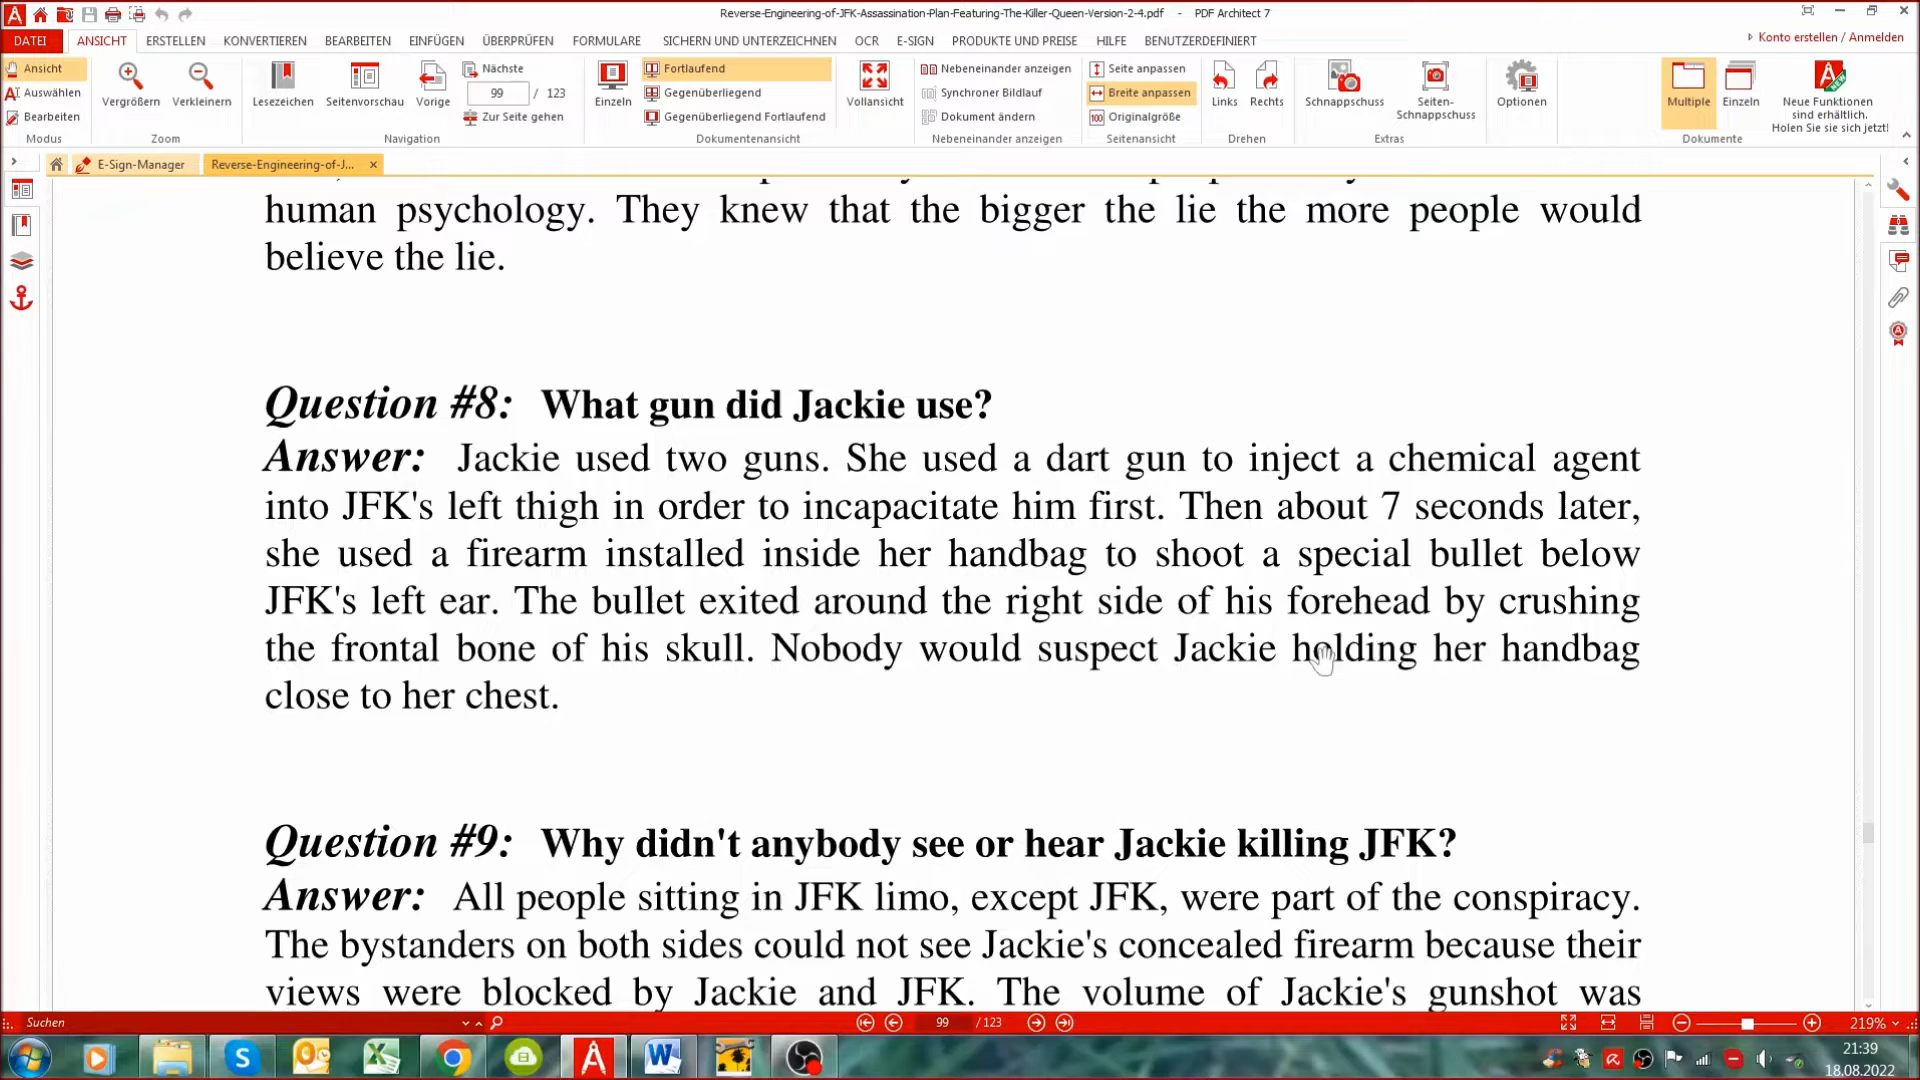 Reverse-Engineering-of-JFK-Assassination-Plan-Featuring-The-Killer-Queen-Version-2-4.pdf - PDF Architect 7
DATEI ANSICHT ERSTELLEN KONVERTIEREN BEARBEITEN EINFÜGEN ÜBERPRÜFEN FORMULARE SICHERN UND UNTERZEICHNEN OCR E-SIGN PRODUKTE UND PREISE HILFE BENUTZERDEFINIERT Konto erstellen / Anmelden
Ansicht
Auswählen
Bearbeiten
Modus
Vergrößern Verkleinern
Zoom
Lesezeichen Seitenvorschau Vorige
Nächste
99 / 123
Zur Seite gehen
Navigation
Einzeln
Fortlaufend
Gegenüberliegend
Gegenüberliegend Fortlaufend
Dokumentenansicht
Vollansicht
Nebeneinander anzeigen
Synchroner Bildlauf
Dokument ändern
Nebeneinander anzeigen
Seite anpassen
Breite anpassen
100 Originalgröße
Seitenansicht
Links Rechts
Drehen
Schnappschuss Seiten-
Schnappschuss
Extras
Optionen
Multiple Einzeln
Dokumente
Neue Funktionen
sind erhältlich.
Holen Sie sie sich jetzt!
E-Sign-Manager Reverse-Engineering-of-J...
human psychology. They knew that the bigger the lie the more people would
believe the lie.
Question #8: What gun did Jackie use?
Answer: Jackie used two guns. She used a dart gun to inject a chemical agent
into JFK's left thigh in order to incapacitate him first. Then about 7 seconds later,
she used a firearm installed inside her handbag to shoot a special bullet below
JFK's left ear. The bullet exited around the right side of his forehead by crushing
the frontal bone of his skull. Nobody would suspect Jackie holding her handbag
close to her chest.
Question #9: Why didn't anybody see or hear Jackie killing JFK?
Answer: All people sitting in JFK limo, except JFK, were part of the conspiracy.
The bystanders on both sides could not see Jackie's concealed firearm because their
views were blocked by Jackie and JFK. The volume of Jackie's gunshot was
Suchen 99 / 123 219%
21:39
18.08.2022